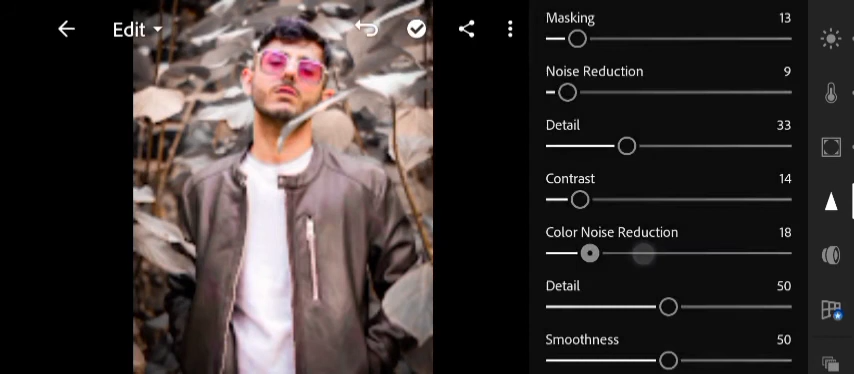 Edit
Masking 13
Noise Reduction 9
Detail 33
Contrast 14
Color Noise Reduction 18
Detail 50
Smoothness 50